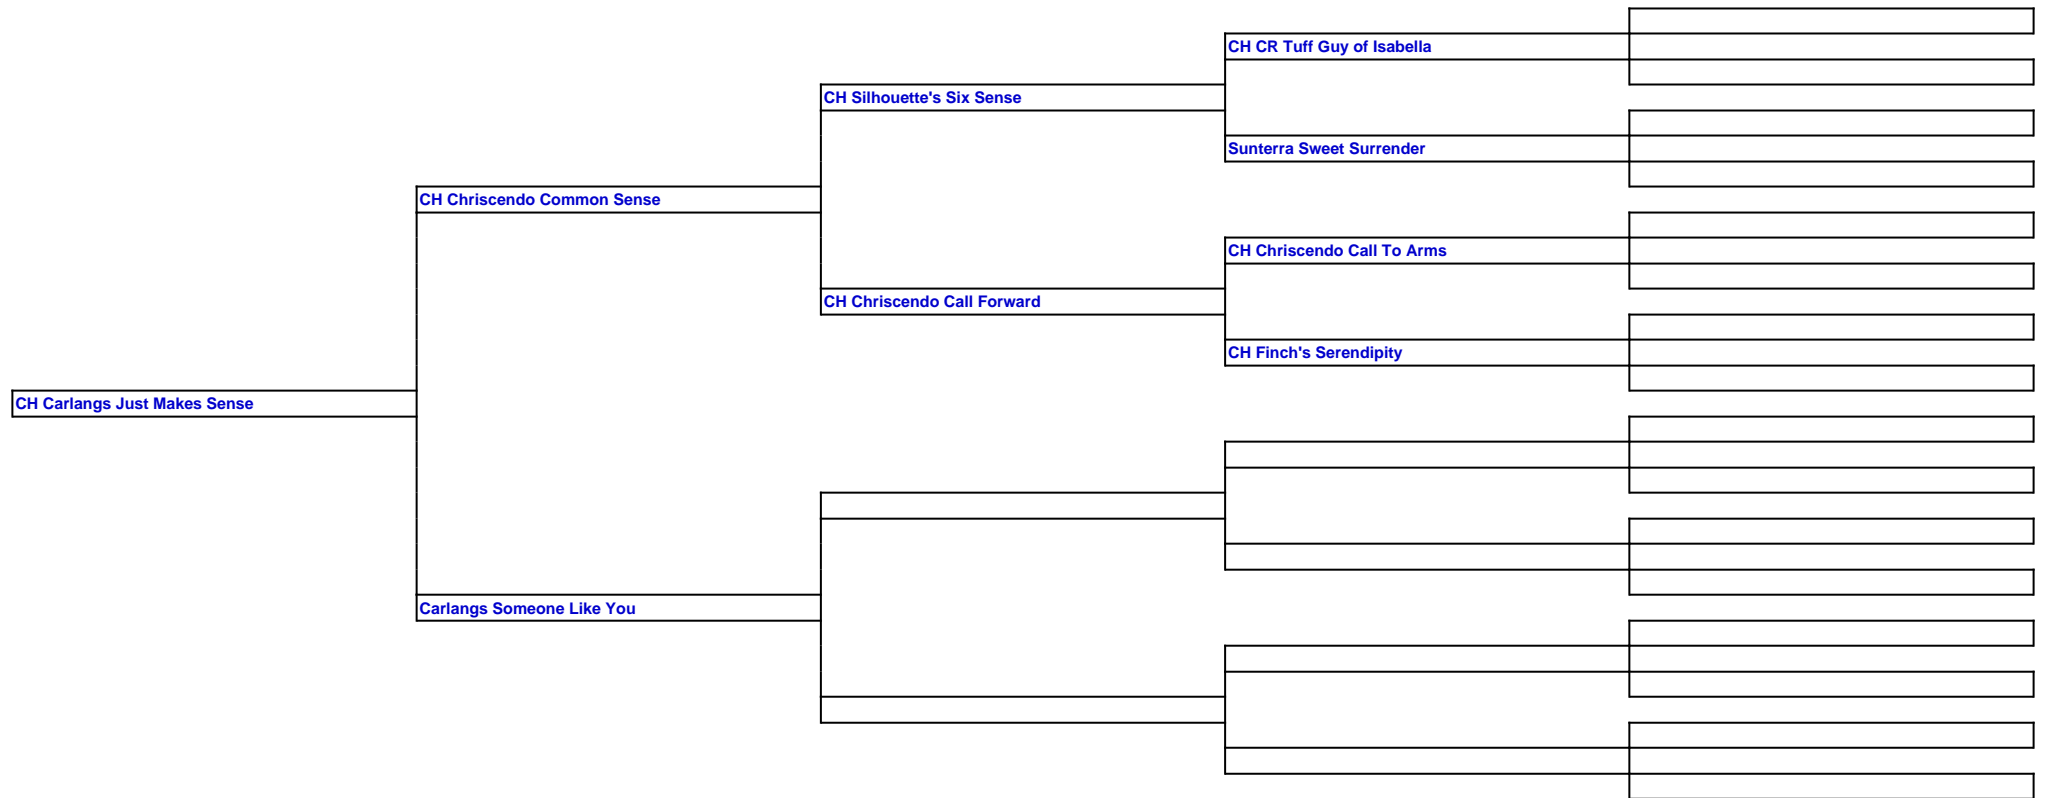 CH CR Tuff Guy of Isabella
CH Silhouette's Six Sense
Sunterra Sweet Surrender
CH Chriscendo Common Sense
CH Chriscendo Call To Arms
CH Chriscendo Call Forward
CH Finch's Serendipity
CH Carlangs Just Makes Sense
Carlangs Someone Like You